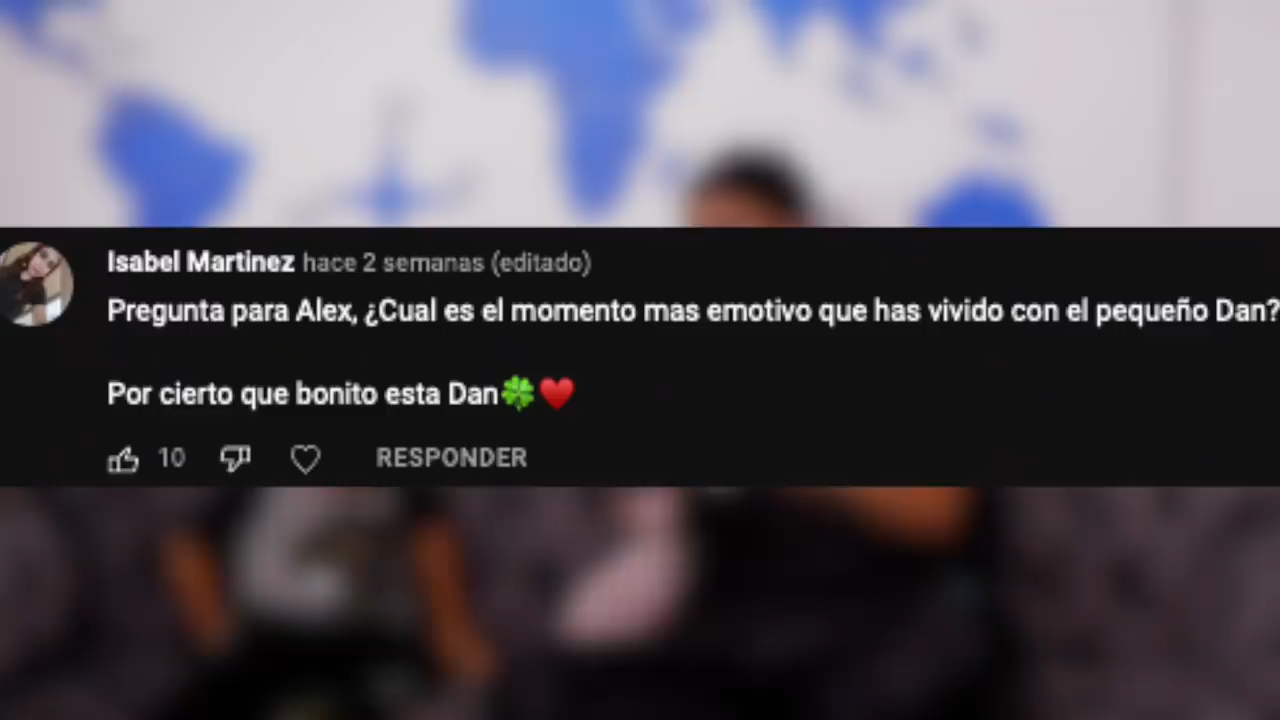 Isabel Martinez hace 2 semanas (editado)
Pregunta para Alex, ¿Cual es el momento mas emotivo que has vivido con el pequeño Dan?
Por cierto que bonito esta Dan🍀♥️
10 RESPONDER